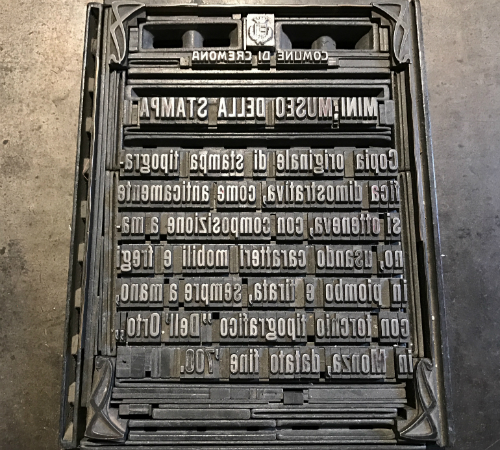 COMUNE DI CREMONA
MINI MUSEO DELLA STAMPA
Copia originale di stampa tipogra-
fica dimostrativa, come anticamente
si otteneva, con composizione a ma-
no, usando caratteri mobili e fregi
in piombo e tirata, sempre a mano,
con torchio tipografico "Dell'Orto"
in Monza, datato fine '700.